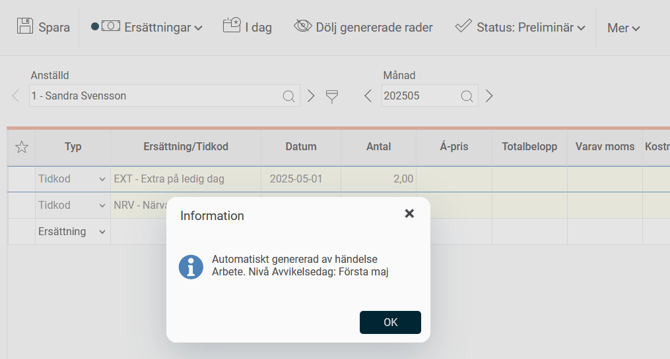 Spara Ersättningar I dag Dölj genererade rader Status: Preliminär Mer
Anställd Månad
1 - Sandra Svensson 202505
Typ Ersättning/Tidkod Datum Antal Á-pris Totalbelopp Varav moms Kostn
Tidkod EXT - Extra på ledig dag 2025-05-01 2,00
Tidkod NRV - Närva
Ersättning
Information
Automatiskt genererad av händelse
Arbete. Nivå Avvikelsedag: Första maj
OK